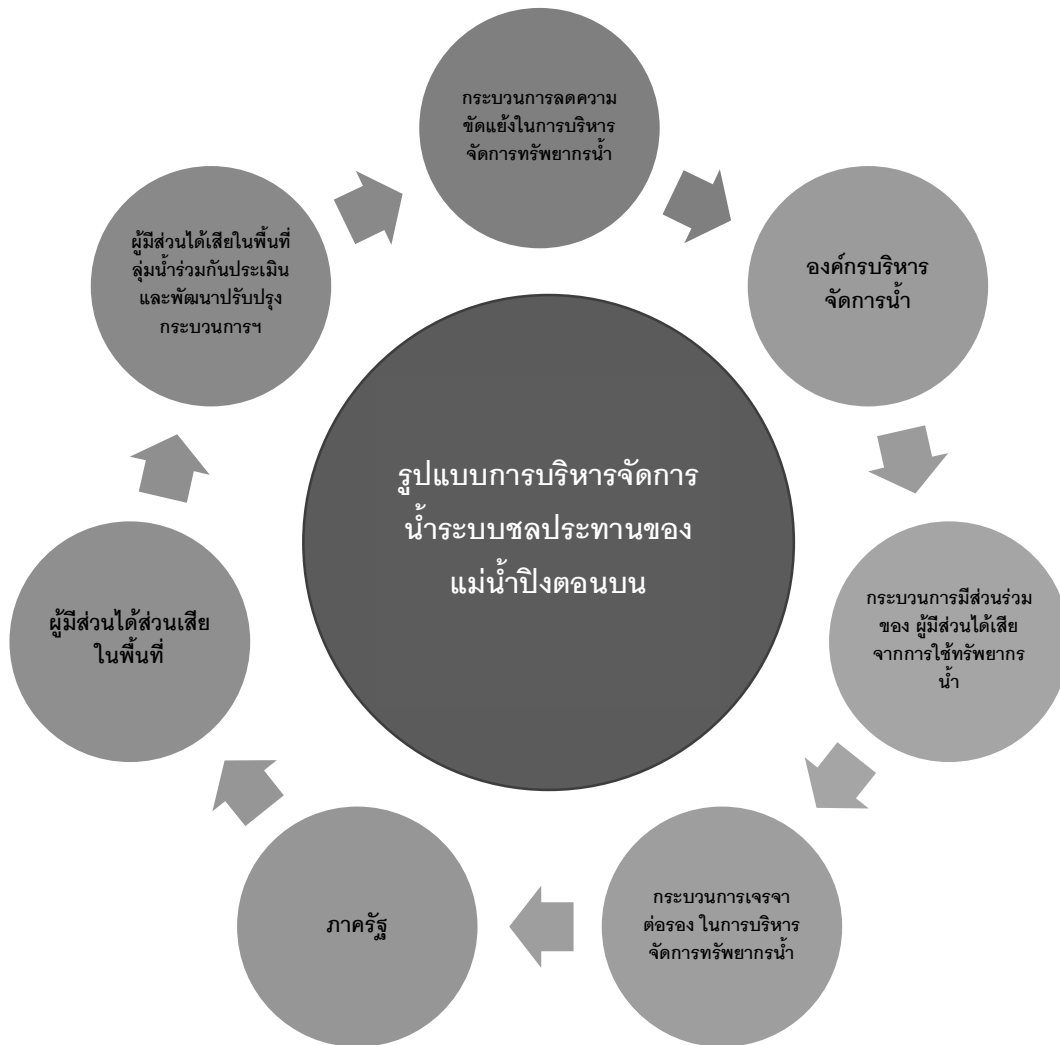 กระบวนการลดความ
ขัดแย้งในการบริหาร
จัดการทรัพยากรน้ำ
องค์กรบริหาร
จัดการน้ำ
กระบวนการมีส่วนร่วม
ของ ผู้มีส่วนได้เสีย
จากการใช้ทรัพยากร
น้ำ
กระบวนการเจรจา
ต่อรอง ในการบริหาร
จัดการทรัพยากรน้ำ
ภาครัฐ
ผู้มีส่วนได้ส่วนเสีย
ในพื้นที่
ผู้มีส่วนได้เสียในพื้นที่
ลุ่มน้ำร่วมกันประเมิน
และพัฒนาปรับปรุง
กระบวนการฯ
รูปแบบการบริหารจัดการ
น้ำระบบชลประทานของ
แม่น้ำปิงตอนบน